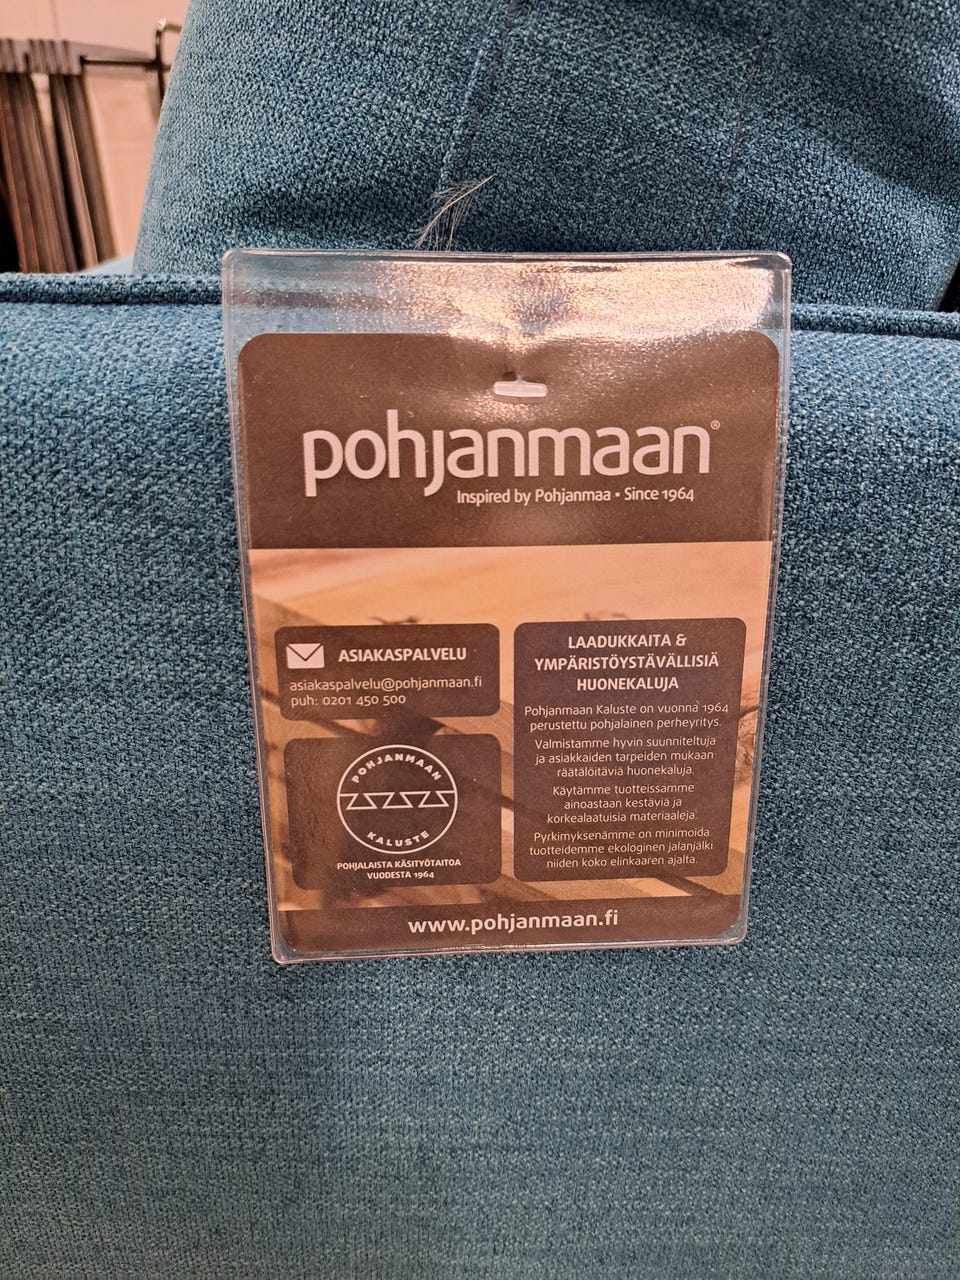 pohjanmaan®
Inspired by Pohjanmaa • Since 1964
ASIAKASPALVELU
asiakaspalvelu@pohjanmaan.fi
puh: 0201 450 500
POHJANMAAN
KALUSTE
POHJALAISTA KÄSITYÖTAITOA
VUODESTA 1964
LAADUKKAITA &
YMPÄRISTÖYSTÄVÄLLISIÄ
HUONEKALUJA
Pohjanmaan Kaluste on vuonna 1964
perustettu pohjalainen perheyritys.
Valmistamme hyvin suunniteltuja
ja asiakkaiden tarpeiden mukaan
räätälöitäviä huonekaluja.
Käytämme tuotteissamme
ainoastaan kestäviä ja
korkealaatuisia materiaaleja.
Pyrkimyksenämme on minimoida
tuotteidemme ekologinen jalanjälki
niiden koko elinkaaren ajalta.
www.pohjanmaan.fi